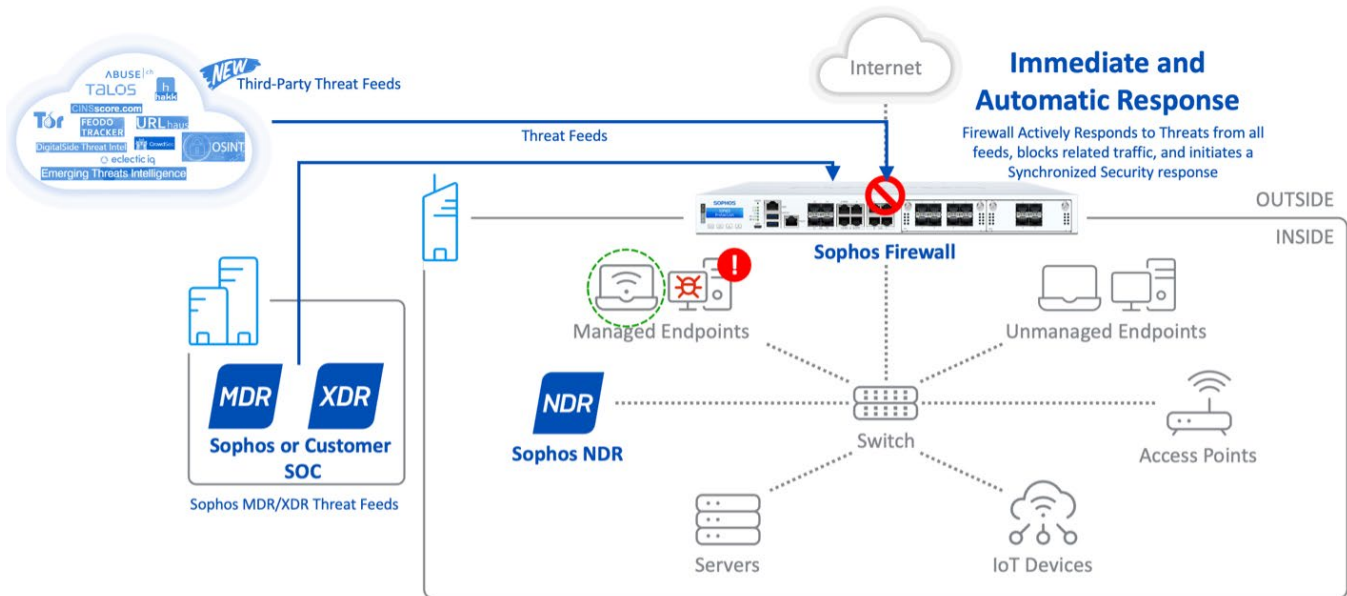 ABUSE|ch
TALOS
h
hakk
CINSscore.com
Tor
FEODO
TRACKER
URLhaus
DigitalSide Threat Intel
CrowdSec
OSINT
eclectic iq
Emerging Threats Intelligence
NEW
Third-Party Threat Feeds
Threat Feeds
Internet
Immediate and
Automatic Response
Firewall Actively Responds to Threats from all
feeds, blocks related traffic, and initiates a
Synchronized Security response
OUTSIDE
INSIDE
SOPHOS
Sophos Firewall
!
Managed Endpoints
Unmanaged Endpoints
MDR
XDR
Sophos or Customer
SOC
Sophos MDR/XDR Threat Feeds
NDR
Sophos NDR
Switch
Access Points
Servers
IoT Devices